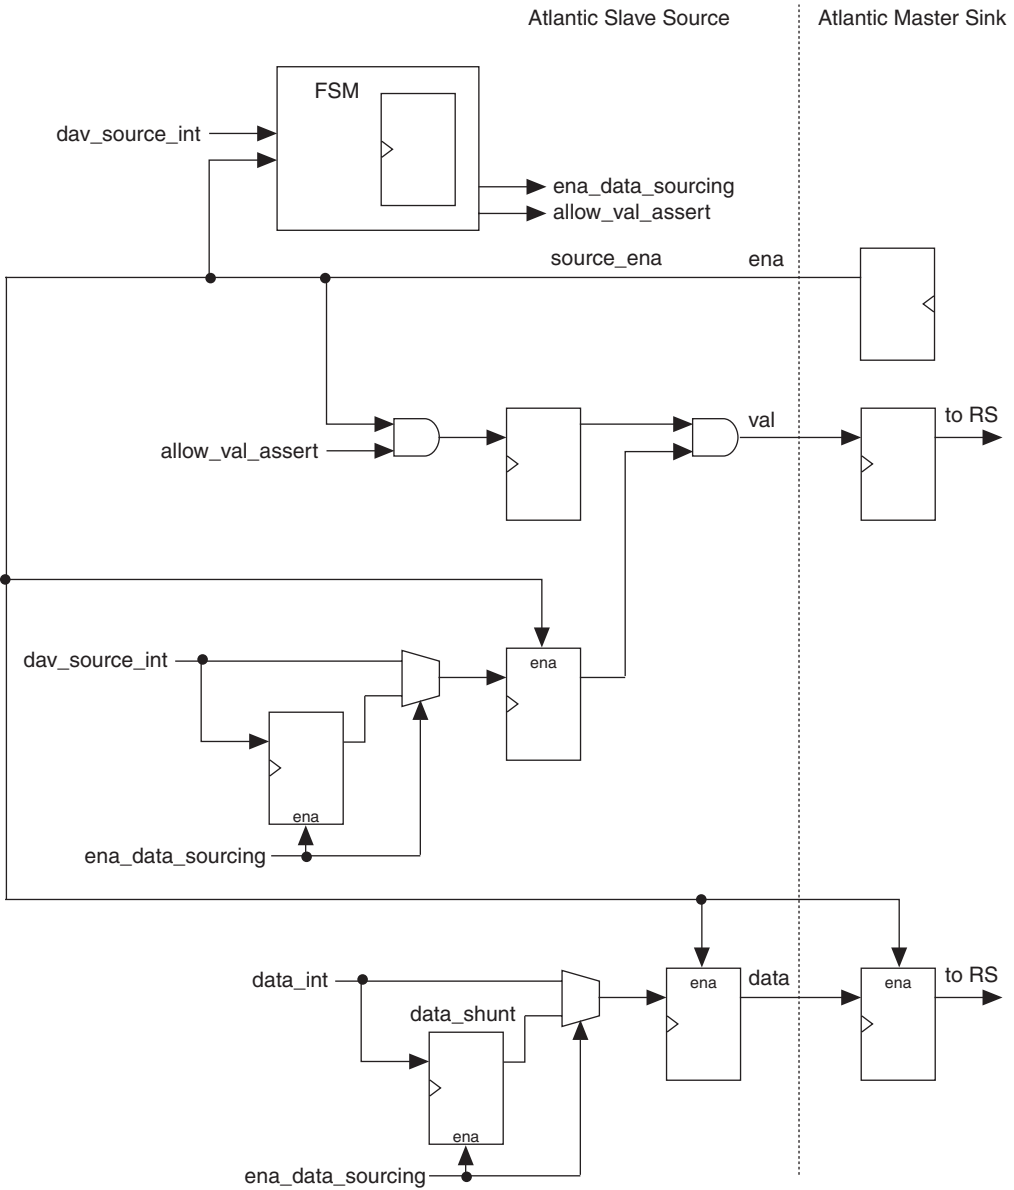 Atlantic Slave Source
Atlantic Master Sink
FSM
dav_source_int
ena_data_sourcing
allow_val_assert
source_ena
ena
val
to RS
allow_val_assert
dav_source_int
ena
ena
ena_data_sourcing
data_int
ena
data
ena
to RS
data_shunt
ena
ena_data_sourcing